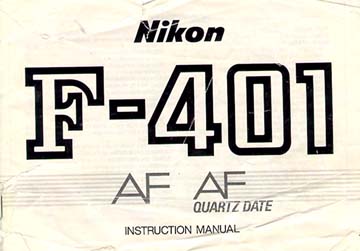 Nikon
F-401
AF AF
QUARTZ DATE
INSTRUCTION MANUAL